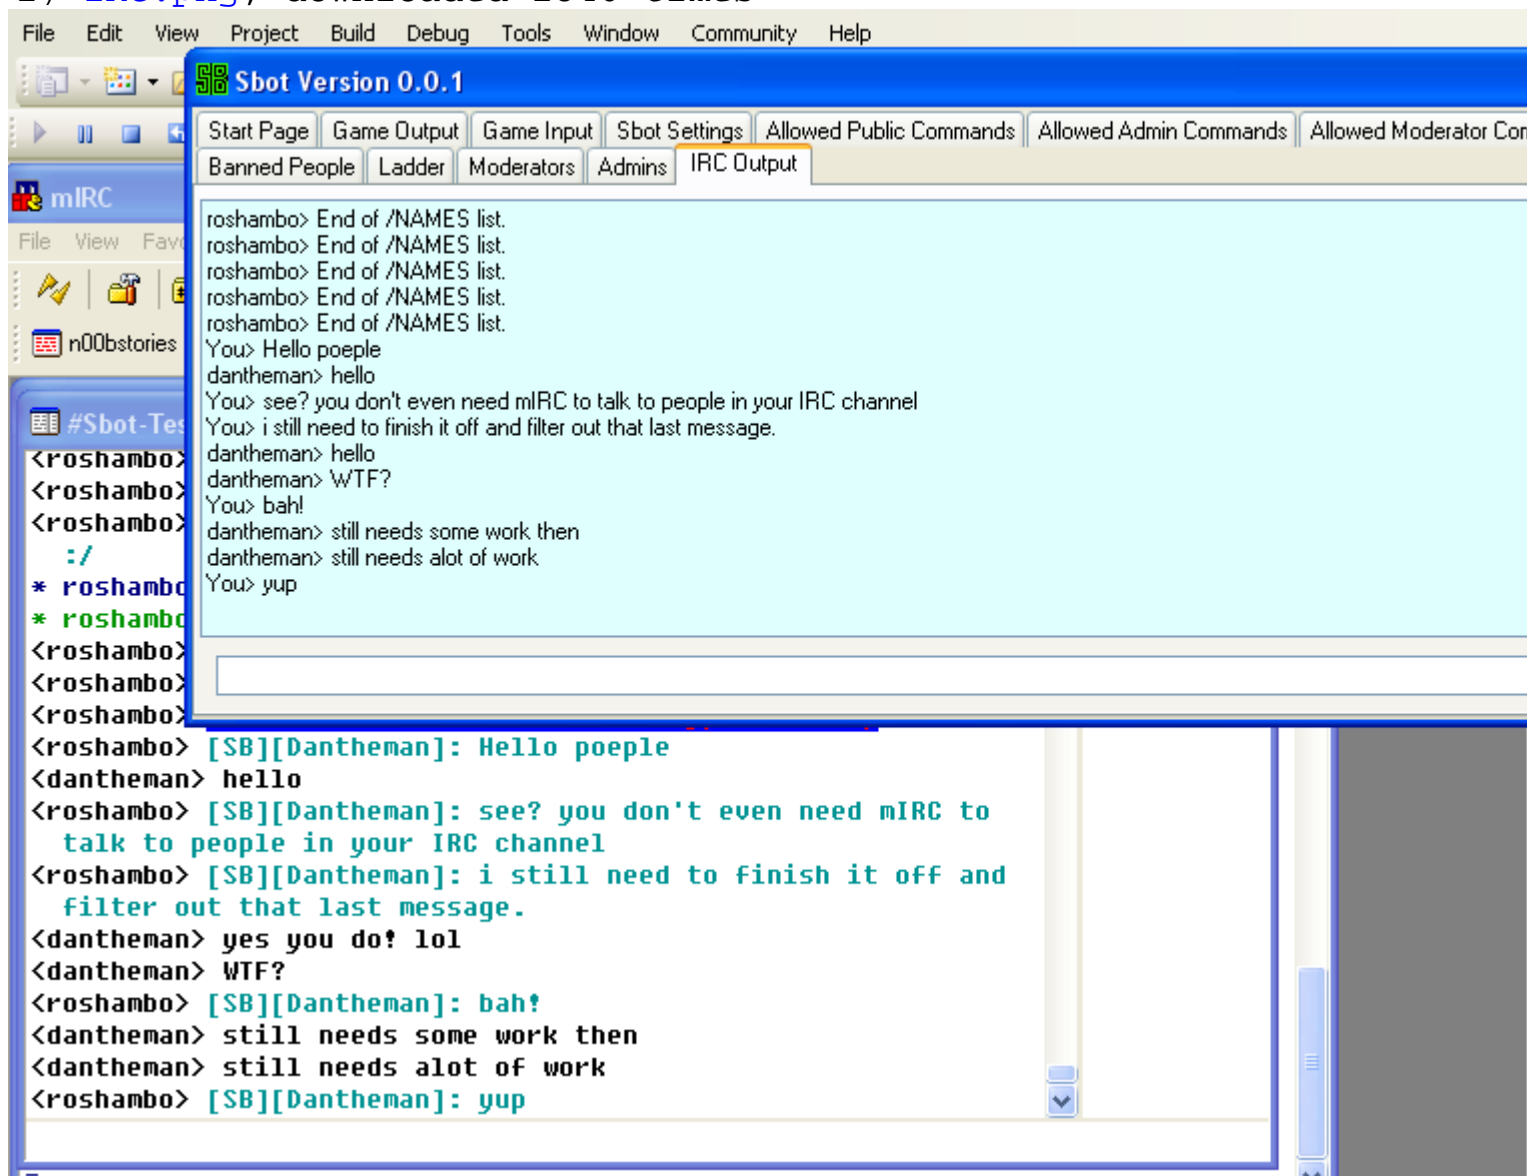 File Edit View Project Build Debug Tools Window Community Help
Sbot Version 0.0.1
Start Page Game Output Game Input Sbot Settings Allowed Public Commands Allowed Admin Commands Allowed Moderator
Banned People Ladder Moderators Admins IRC Output
mIRC
File View
n00bstories
roshambo> End of /NAMES list.
roshambo> End of /NAMES list.
roshambo> End of /NAMES list.
roshambo> End of /NAMES list.
roshambo> End of /NAMES list.
You> Hello poeple
dantheman> hello
You> see? you don't even need mIRC to talk to people in your IRC channel
You> i still need to finish it off and filter out that last message.
dantheman> hello
dantheman> WTF?
You> bah!
dantheman> still needs some work then
dantheman> still needs alot of work
You> yup
#Sbot-Tes
<roshambo>
<roshambo>
<roshambo>
:/
* roshambo
* roshambo
<roshambo>
<roshambo>
<roshambo>
<roshambo> [SB][Dantheman]: Hello poeple
<dantheman> hello
<roshambo> [SB][Dantheman]: see? you don't even need mIRC to
talk to people in your IRC channel
<roshambo> [SB][Dantheman]: i still need to finish it off and
filter out that last message.
<dantheman> yes you do! lol
<dantheman> WTF?
<roshambo> [SB][Dantheman]: bah!
<dantheman> still needs some work then
<dantheman> still needs alot of work
<roshambo> [SB][Dantheman]: yup